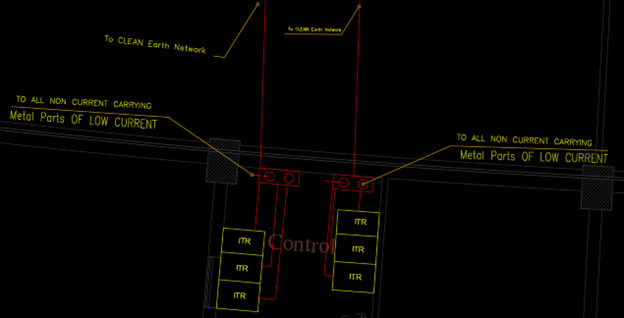 To CLEAN Earth Network
To CLEAN Earth Network
TO ALL NON CURRENT CARRYING
Metal Parts OF LOW CURRENT
TO ALL NON CURRENT CARRYING
Metal Parts OF LOW CURRENT
ITR
ITR
ITR
Control
ITR
ITR
ITR